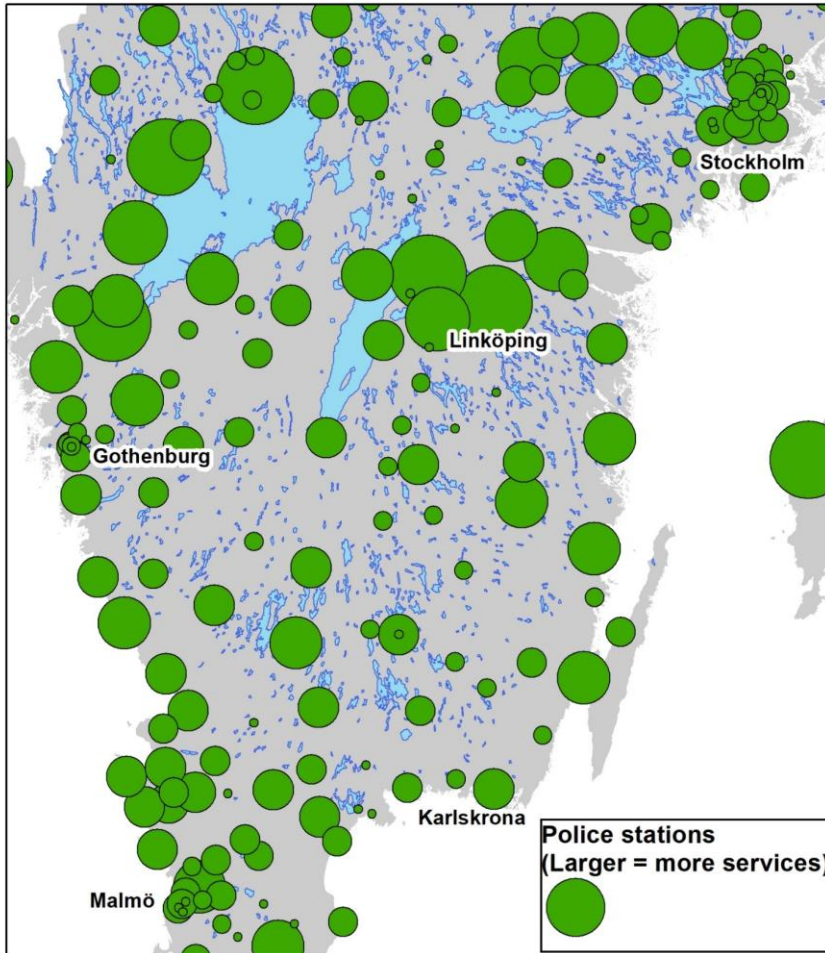 Stockholm
Linköping
Gothenburg
Karlskrona
Police stations
(Larger = more services)
Malmö